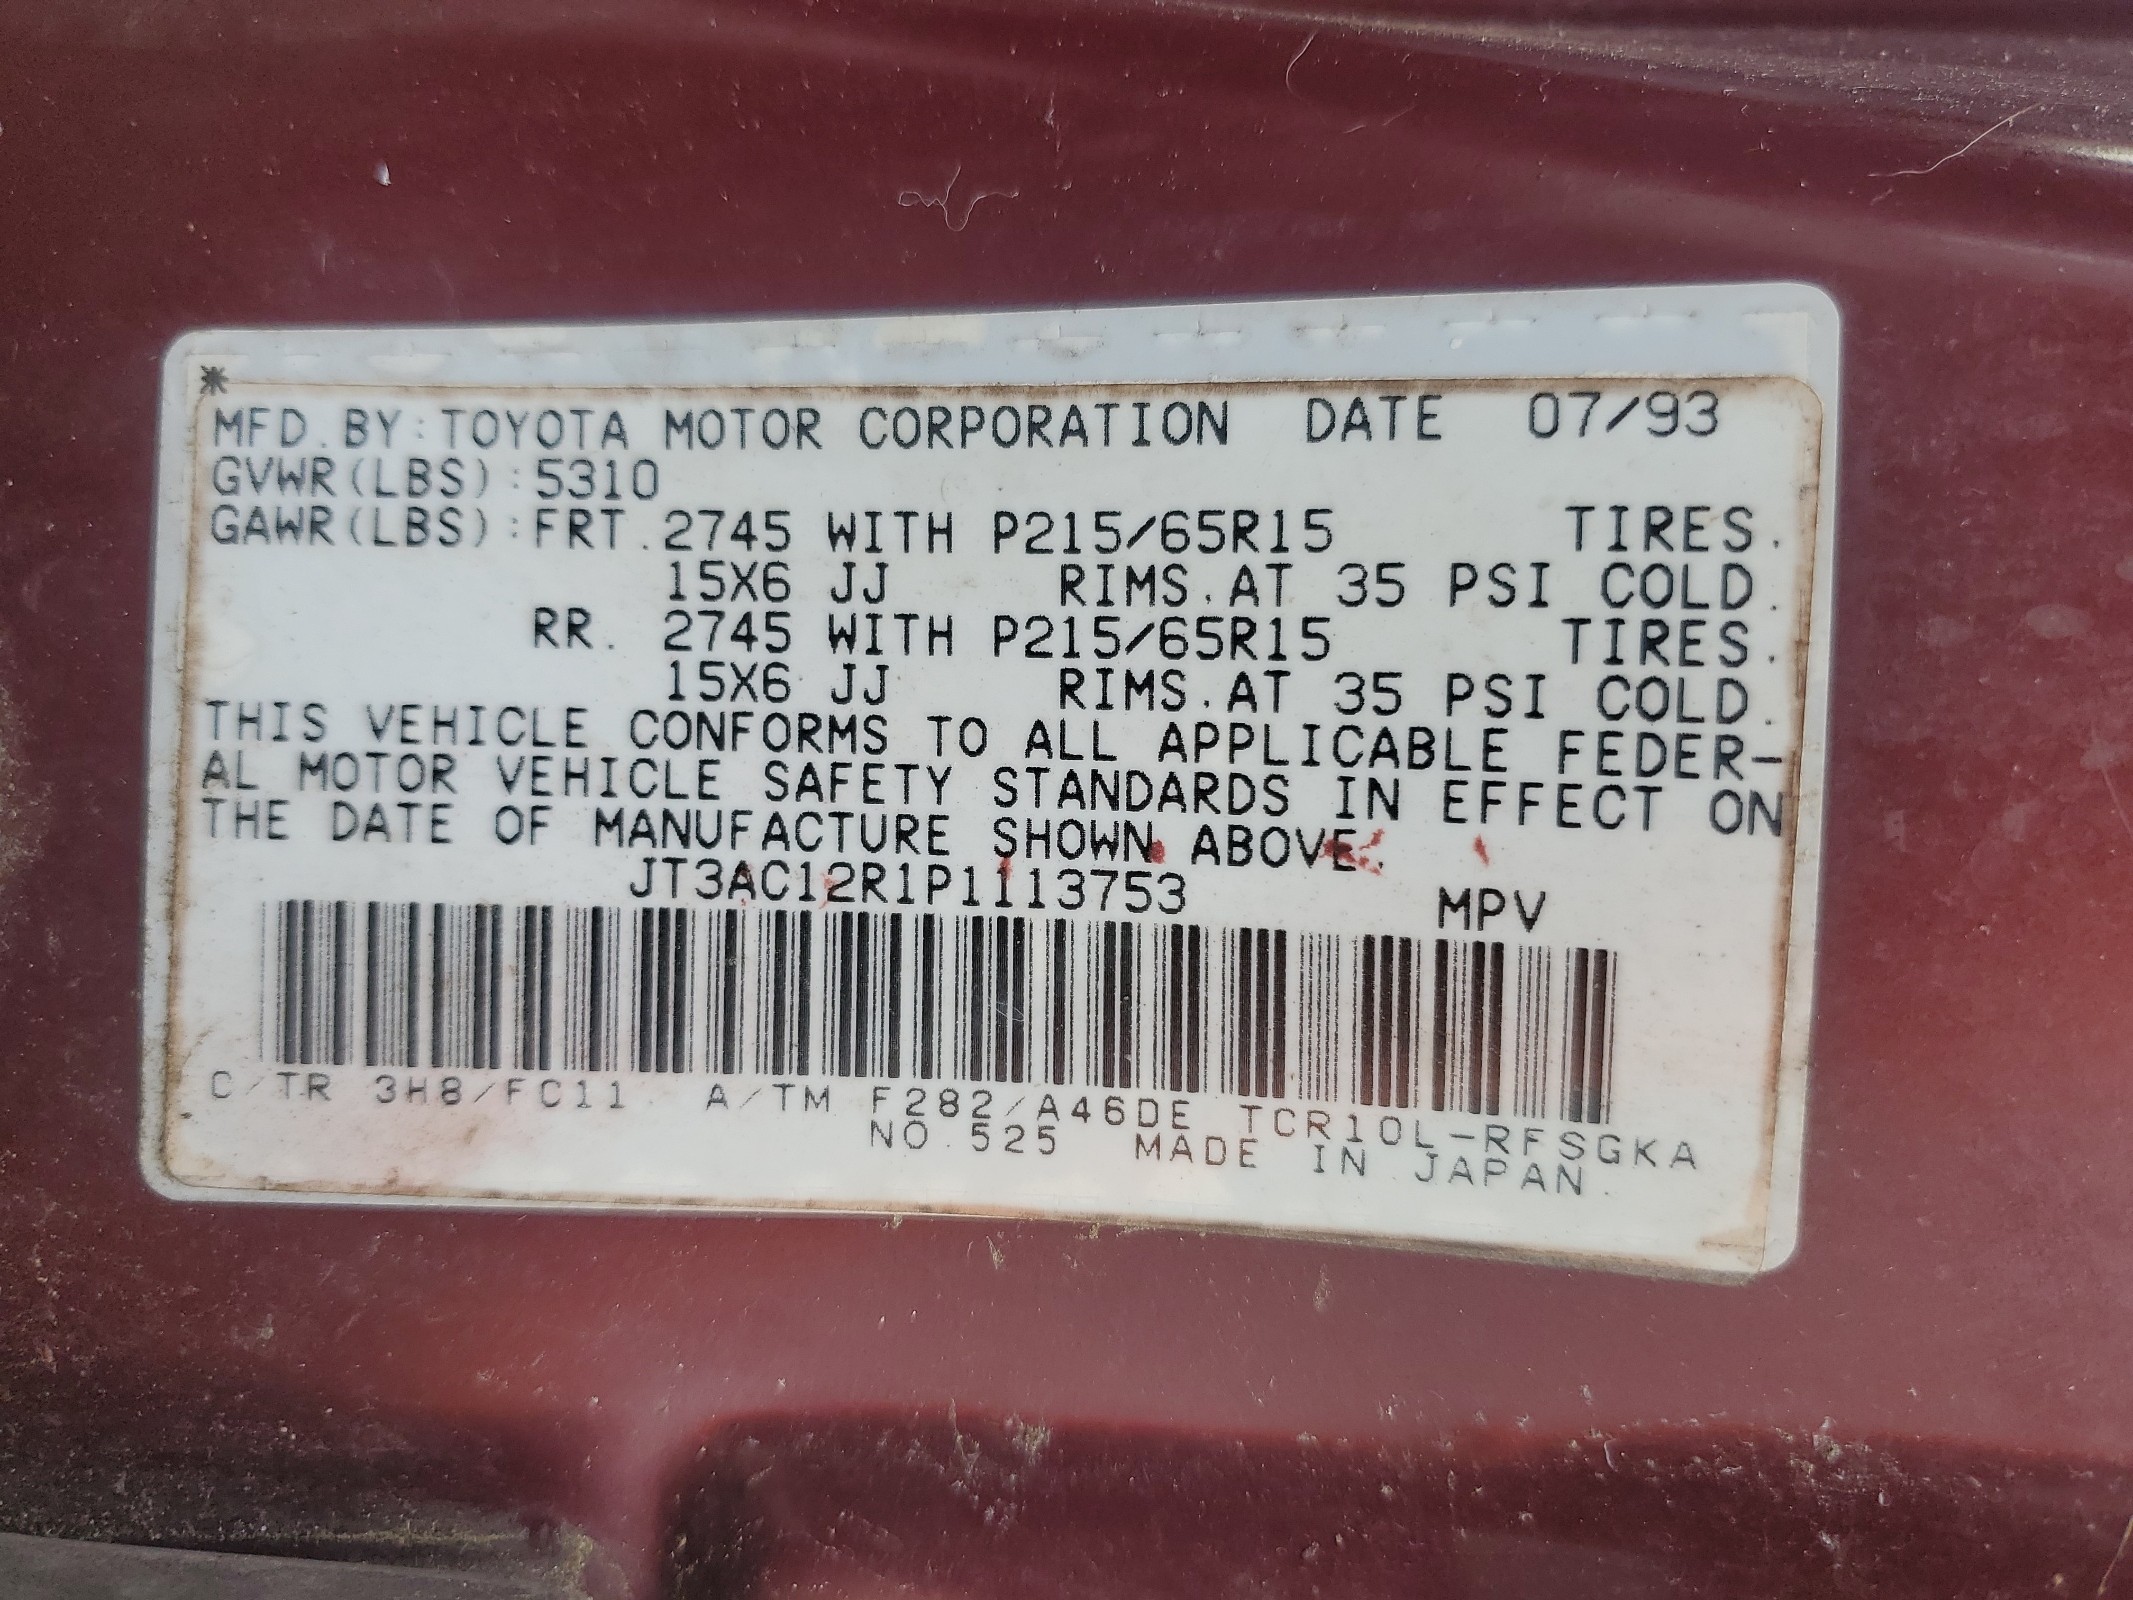 *
MFD.BY:TOYOTA MOTOR CORPORATION DATE 07/93
GVWR(LBS):5310
GAWR(LBS):FRT.2745 WITH P215/65R15 TIRES.
15X6 JJ RIMS.AT 35 PSI COLD.
RR. 2745 WITH P215/65R15 TIRES.
15X6 JJ RIMS.AT 35 PSI COLD.
THIS VEHICLE CONFORMS TO ALL APPLICABLE FEDER-
AL MOTOR VEHICLE SAFETY STANDARDS IN EFFECT ON
THE DATE OF MANUFACTURE SHOWN ABOVE.
JT3AC12R1P1113753 MPV
C/TR 3H8/FC11 A/TM F282/A46DE TCR10L-RFSGKA
NO.525 MADE IN JAPAN.